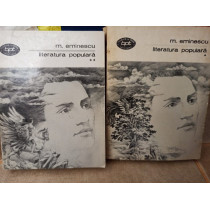 bpt
m. eminescu
literatura populară
**
bpt
m. eminescu
literatura populară
*